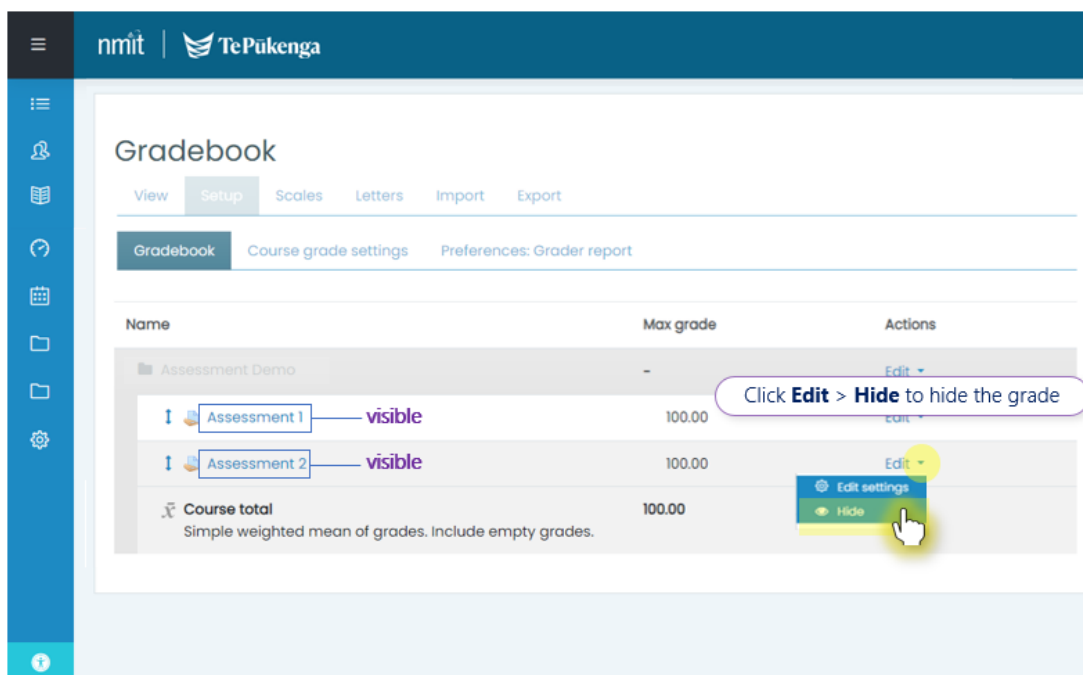 nmit | Te Pūkenga
Gradebook
View Setup Scales Letters Import Export
Gradebook Course grade settings Preferences: Grader report
Name Max grade Actions
Assessment Demo - Edit
Click Edit > Hide to hide the grade
Assessment 1 visible 100.00 Edit
Assessment 2 visible 100.00 Edit
Edit settings
Course total 100.00 Hide
Simple weighted mean of grades. Include empty grades.